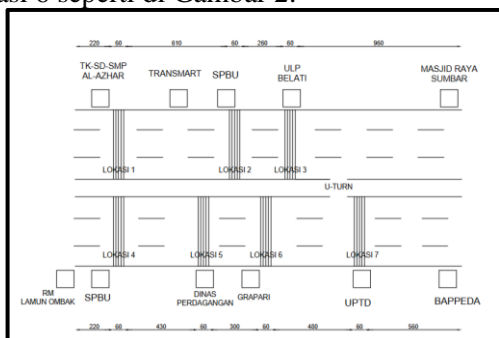 asi 6 seperti di Gambar 2.
220 60 610 60 260 60 960
TK-SD-SMP
AL-AZHAR
TRANSMART
SPBU
ULP
BELATI
MASJID RAYA
SUMBAR
LOKASI 1
LOKASI 2
LOKASI 3
U-TURN
LOKASI 4
LOKASI 5
LOKASI 6
LOKASI 7
RM
LAMUN OMBAK
SPBU
DINAS
PERDAGANGAN
GRAPARI
UPTD
BAPPEDA
220 60 430 60 300 60 480 60 560